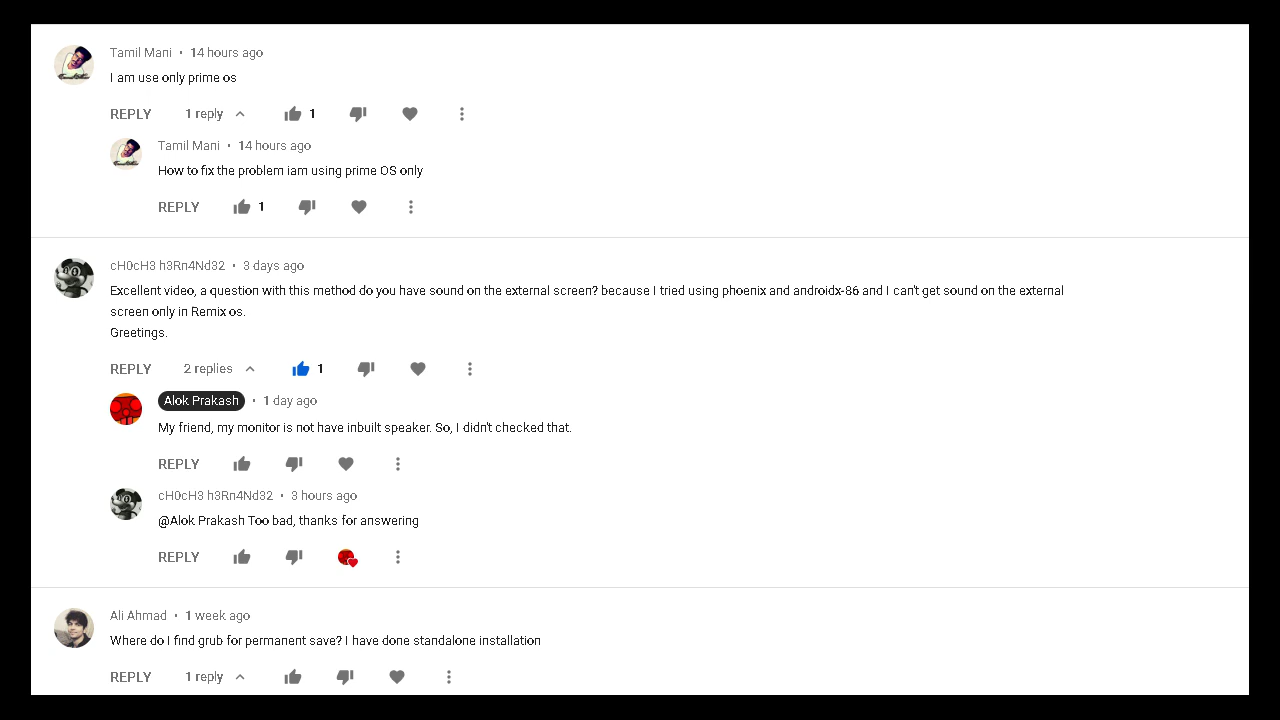 Tamil Mani • 14 hours ago
I am use only prime os
REPLY 1 reply 1
Tamil Mani • 14 hours ago
How to fix the problem iam using prime OS only
REPLY 1
cH0cH3 h3Rn4Nd32 • 3 days ago
Excellent video, a question with this method do you have sound on the external screen? because I tried using phoenix and androidx-86 and I can't get sound on the external
screen only in Remix os.
Greetings.
REPLY 2 replies 1
Alok Prakash • 1 day ago
My friend, my monitor is not have inbuilt speaker. So, I didn't checked that.
REPLY
cH0cH3 h3Rn4Nd32 • 3 hours ago
@Alok Prakash Too bad, thanks for answering
REPLY
Ali Ahmad • 1 week ago
Where do I find grub for permanent save? I have done standalone installation
REPLY 1 reply